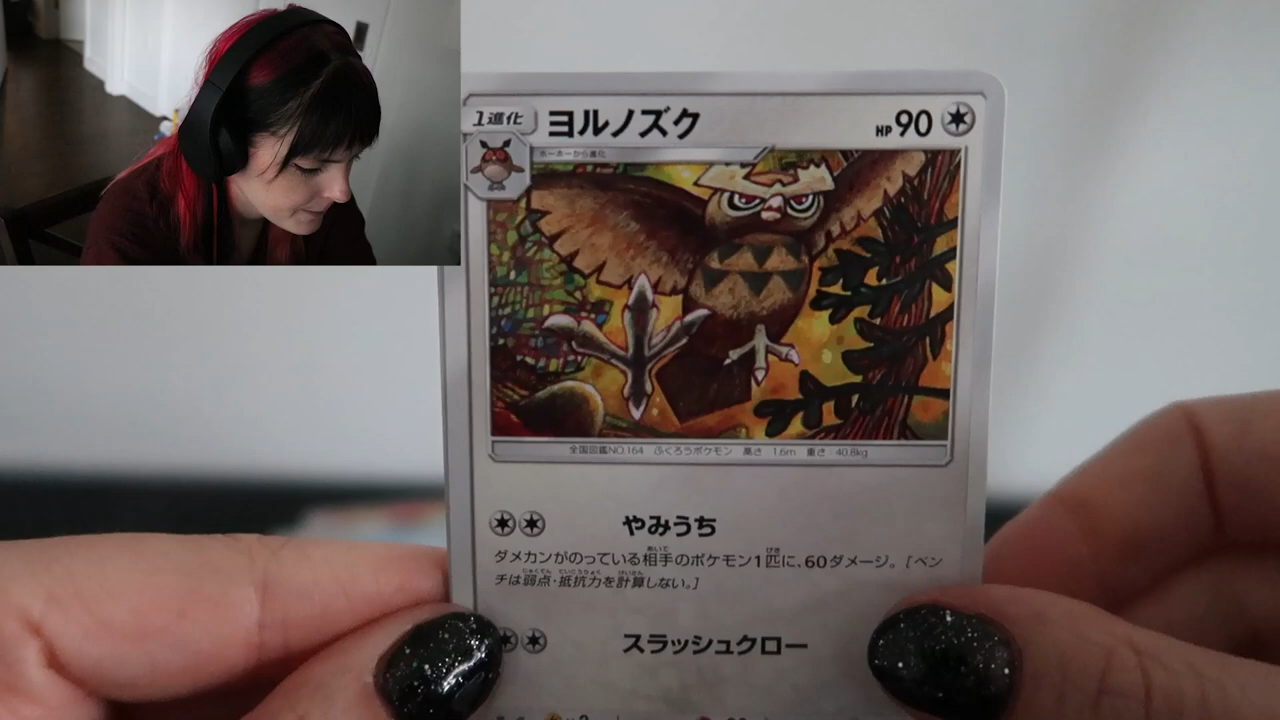 1進化 ヨルノズク HP 90
ホーホーから進化
全国図鑑NO.164 ふくろうポケモン 高さ 1.6m 重さ 40.8kg
やみうち
ダメカンがのっている相手のポケモン1匹に、60ダメージ。[ベン
チは弱点・抵抗力を計算しない。]
スラッシュクロー